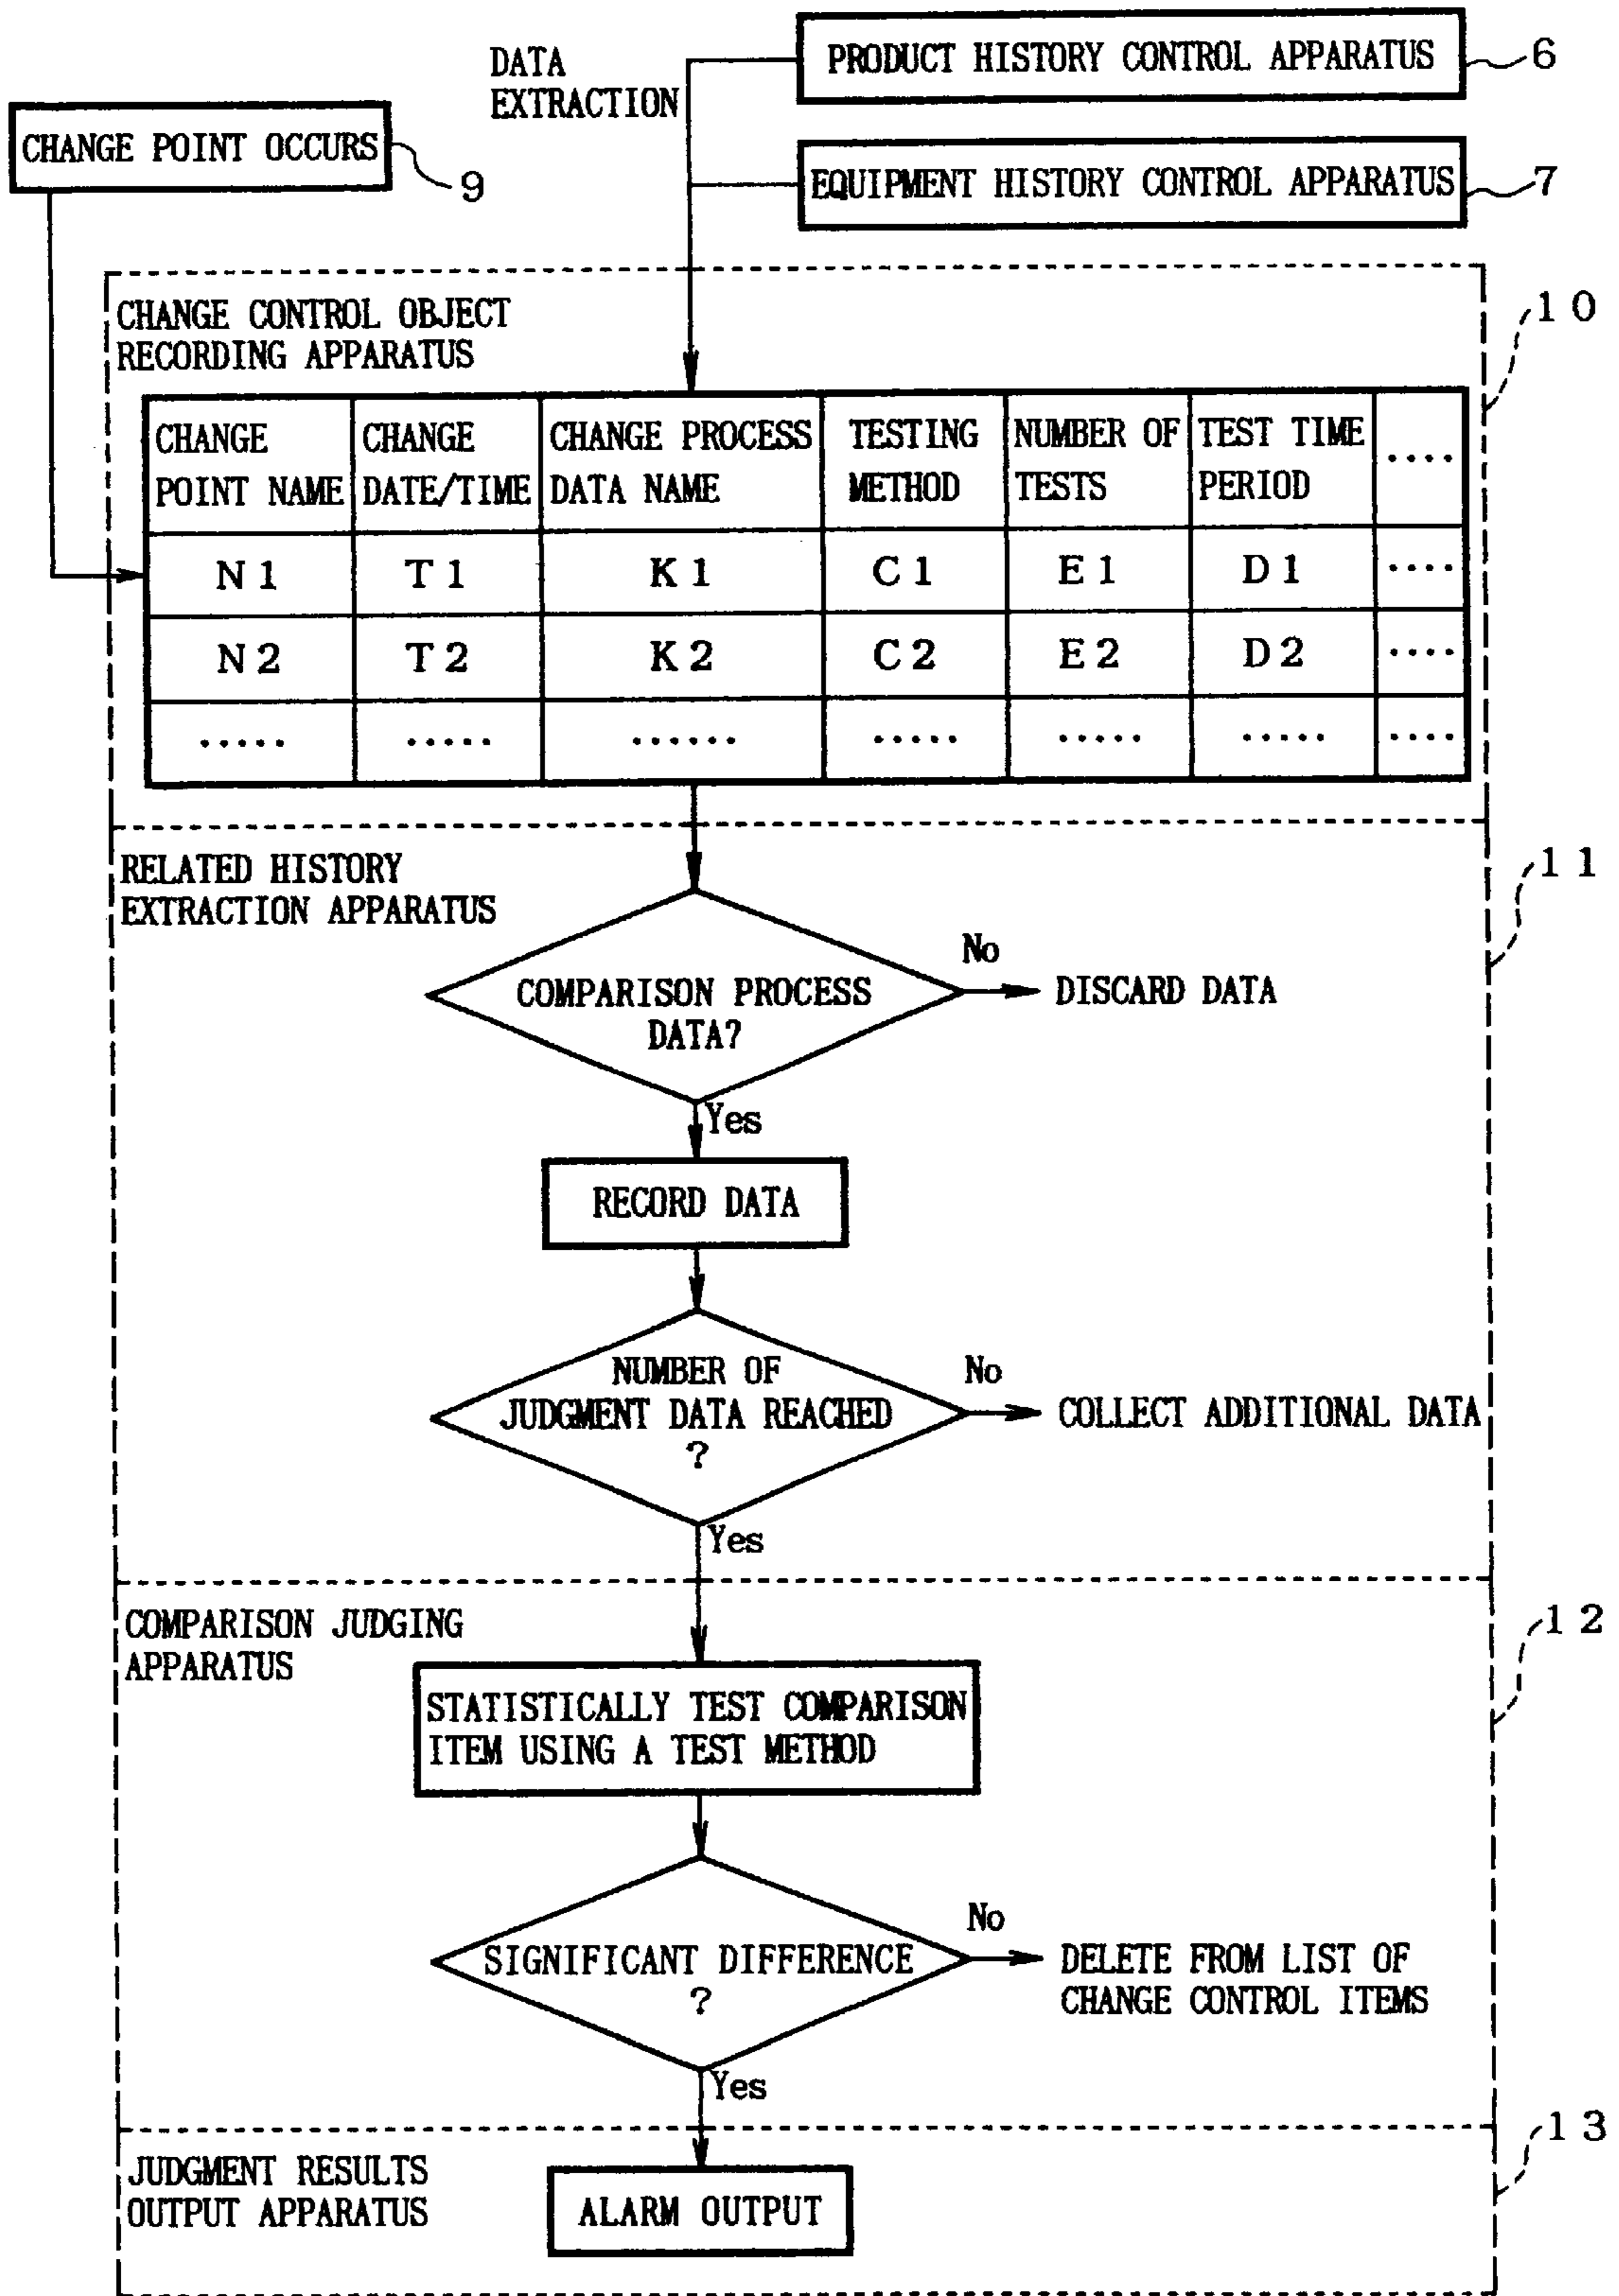 DATA
EXTRACTION
PRODUCT HISTORY CONTROL APPARATUS
6
CHANGE POINT OCCURS
9
EQUIPMENT HISTORY CONTROL APPARATUS
7
CHANGE CONTROL OBJECT
RECORDING APPARATUS
10
CHANGE
POINT NAME
CHANGE
DATE/TIME
CHANGE PROCESS
DATA NAME
TESTING
METHOD
NUMBER OF
TESTS
TEST TIME
PERIOD
....
N1 T1 K1 C1 E1 D1 ....
N2 T2 K2 C2 E2 D2 ....
..... ..... ...... ..... ..... ..... ....
RELATED HISTORY
EXTRACTION APPARATUS
11
COMPARISON PROCESS
DATA?
No
DISCARD DATA
Yes
RECORD DATA
NUMBER OF
JUDGMENT DATA REACHED
?
No
COLLECT ADDITIONAL DATA
Yes
COMPARISON JUDGING
APPARATUS
12
STATISTICALLY TEST COMPARISON
ITEM USING A TEST METHOD
SIGNIFICANT DIFFERENCE
?
No
DELETE FROM LIST OF
CHANGE CONTROL ITEMS
Yes
JUDGMENT RESULTS
OUTPUT APPARATUS
13
ALARM OUTPUT